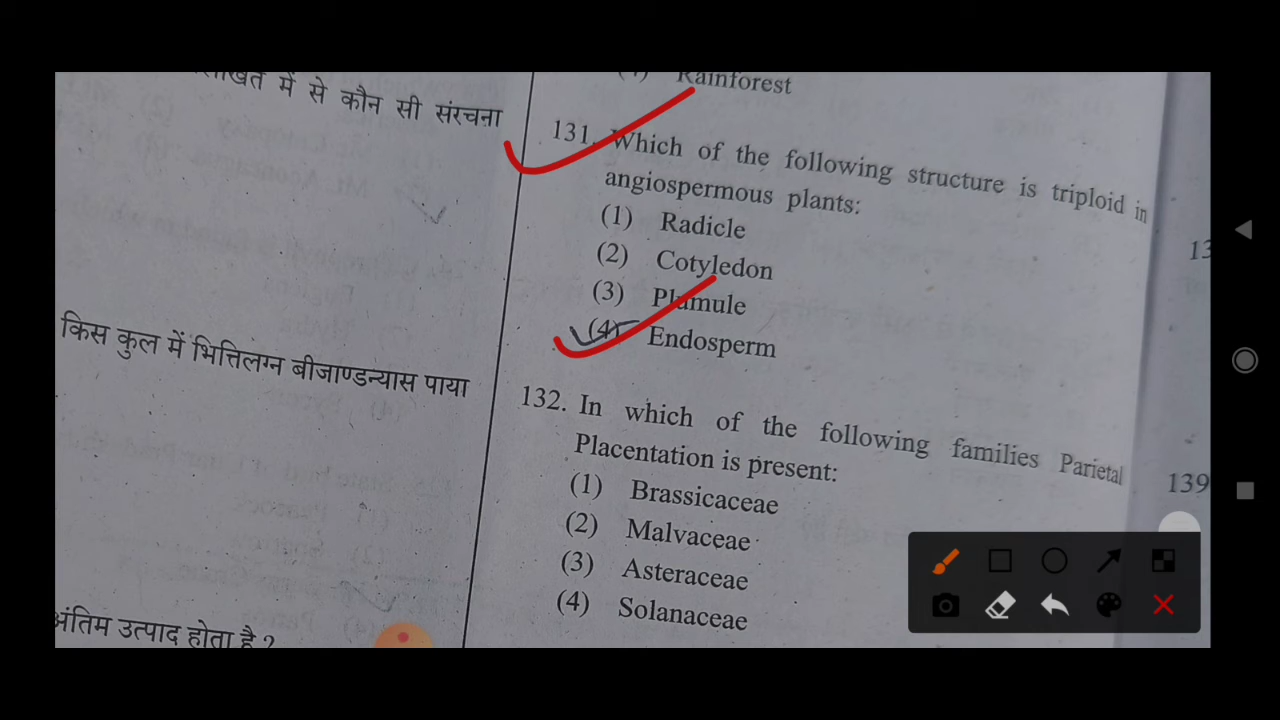 में से कौन सी संरचना
किस कुल में भित्तिलग्न बीजाण्डन्यास पाया
अंतिम उत्पाद होता है ?
Rainforest
131. Which of the following structure is triploid in
angiospermous plants:
(1) Radicle
(2) Cotyledon
(3) Plumule
(4) Endosperm
132. In which of the following families Parietal
Placentation is present:
(1) Brassicaceae
(2) Malvaceae
(3) Asteraceae
(4) Solanaceae
139